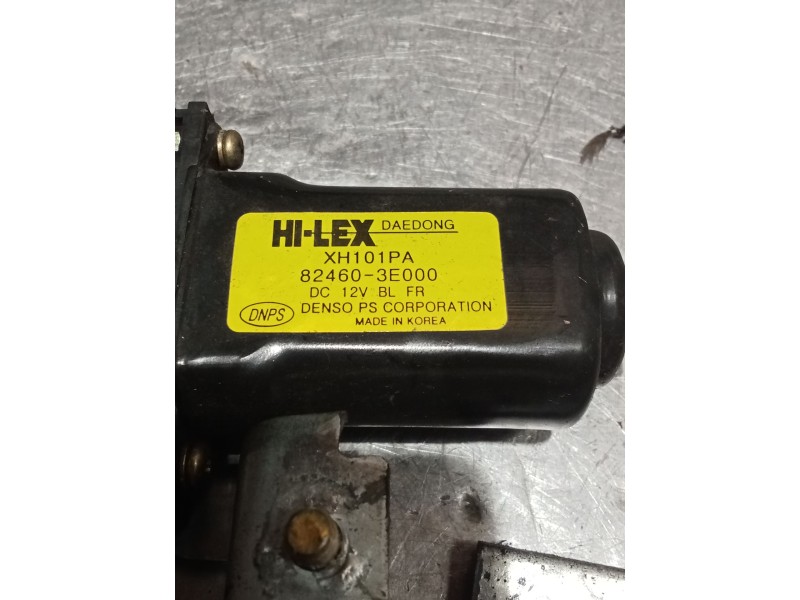 HI-LEX DAEDONG
XH101PA
82460-3E000
DC 12V BL FR
DNPS DENSO PS CORPORATION
MADE IN KOREA